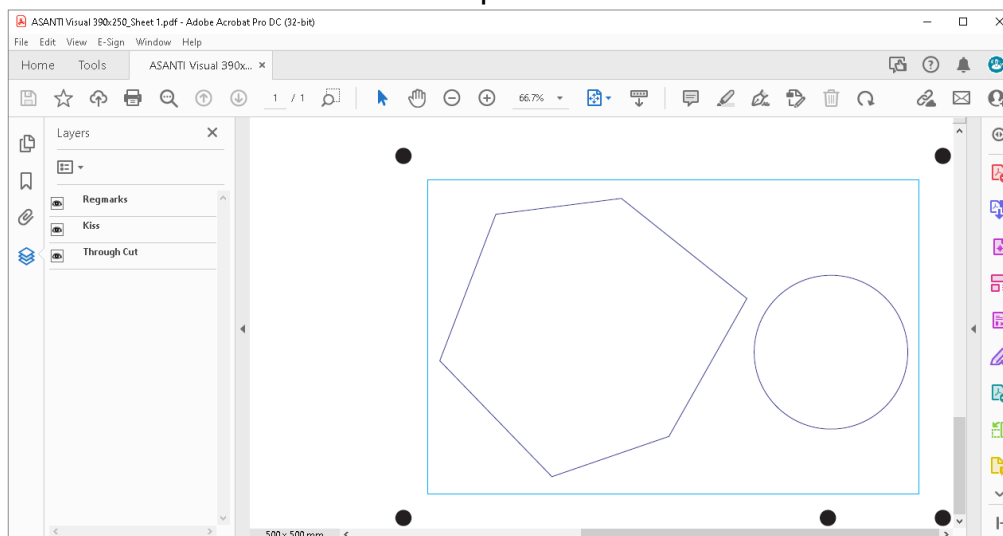 ASANTI Visual 390x250_Sheet 1.pdf - Adobe Acrobat Pro DC (32-bit)
File Edit View E-Sign Window Help
Home Tools ASANTI Visual 390x... ×
1 / 1 66.7%
Layers
Regmarks
Kiss
Through Cut
500 x 500 mm